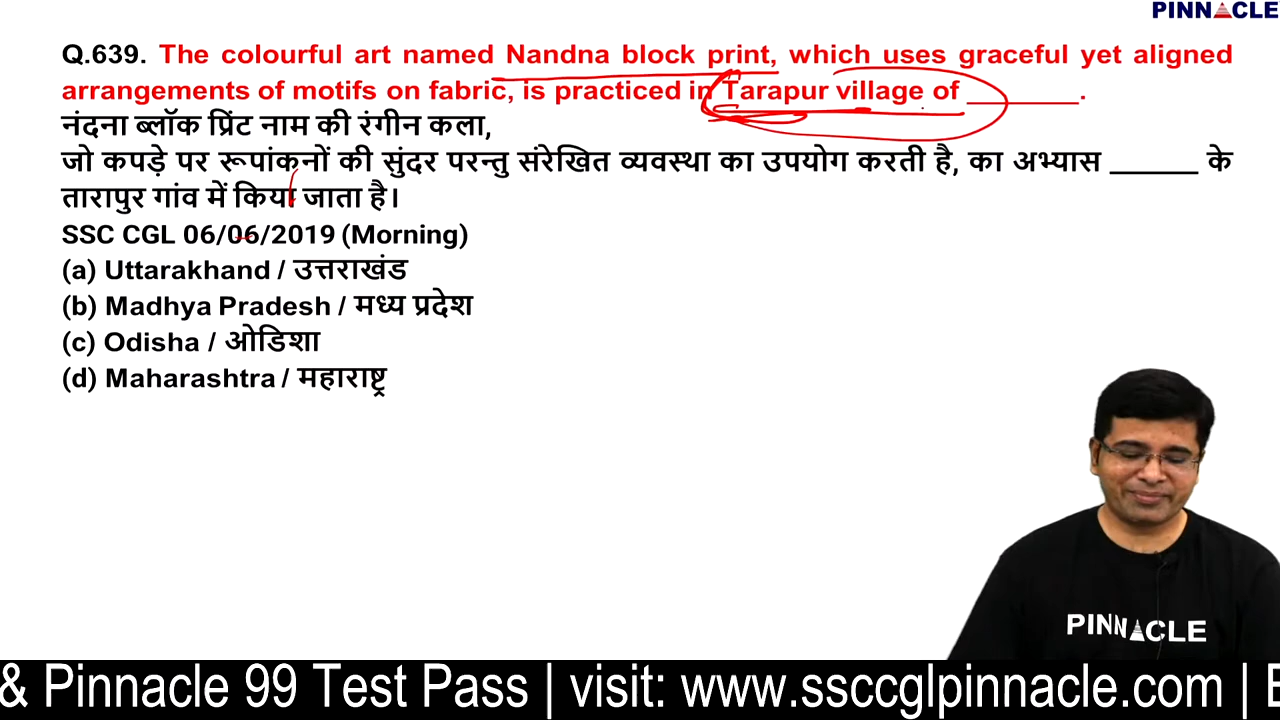 PINNACLE
Q.639. The colourful art named Nandna block print, which uses graceful yet aligned
arrangements of motifs on fabric, is practiced in Tarapur village of ________.
नंदना ब्लॉक प्रिंट नाम की रंगीन कला,
जो कपड़े पर रूपांकनों की सुंदर परन्तु संरेखित व्यवस्था का उपयोग करती है, का अभ्यास ______ के
तारापुर गांव में किया जाता है।
SSC CGL 06/06/2019 (Morning)
(a) Uttarakhand / उत्तराखंड
(b) Madhya Pradesh / मध्य प्रदेश
(c) Odisha / ओडिशा
(d) Maharashtra / महाराष्ट्र
PINNACLE
& Pinnacle 99 Test Pass | visit: www.ssccglpinnacle.com |